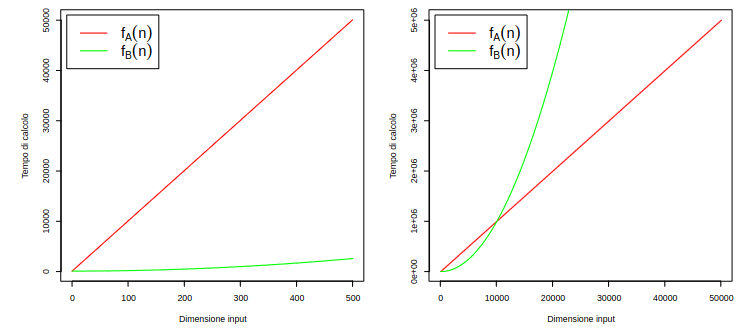 f_A(n)
f_B(n)
Tempo di calcolo
50000
40000
30000
20000
10000
0
0 100 200 300 400 500
Dimensione input
f_A(n)
f_B(n)
Tempo di calcolo
5e+06
4e+06
3e+06
2e+06
1e+06
0e+00
0 10000 20000 30000 40000 50000
Dimensione input